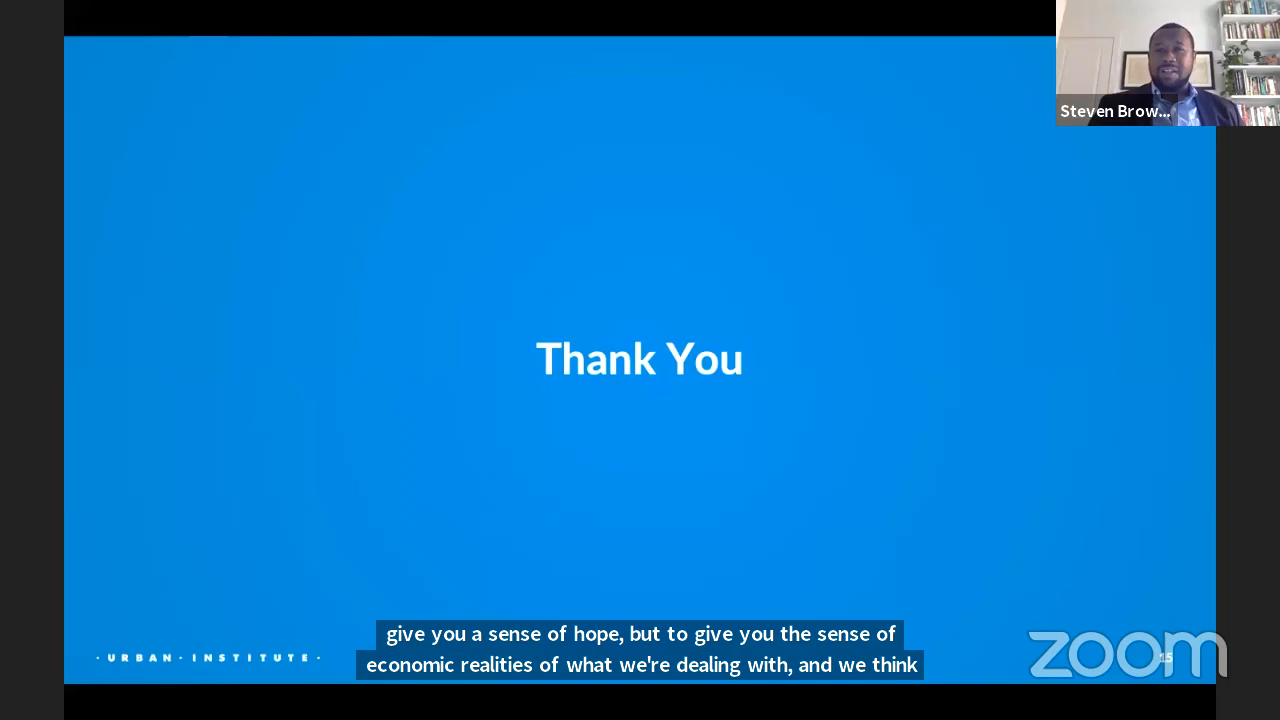 Steven Brow...
Thank You
give you a sense of hope, but to give you the sense of
economic realities of what we're dealing with, and we think
· URBAN · INSTITUTE ·
zoom
15